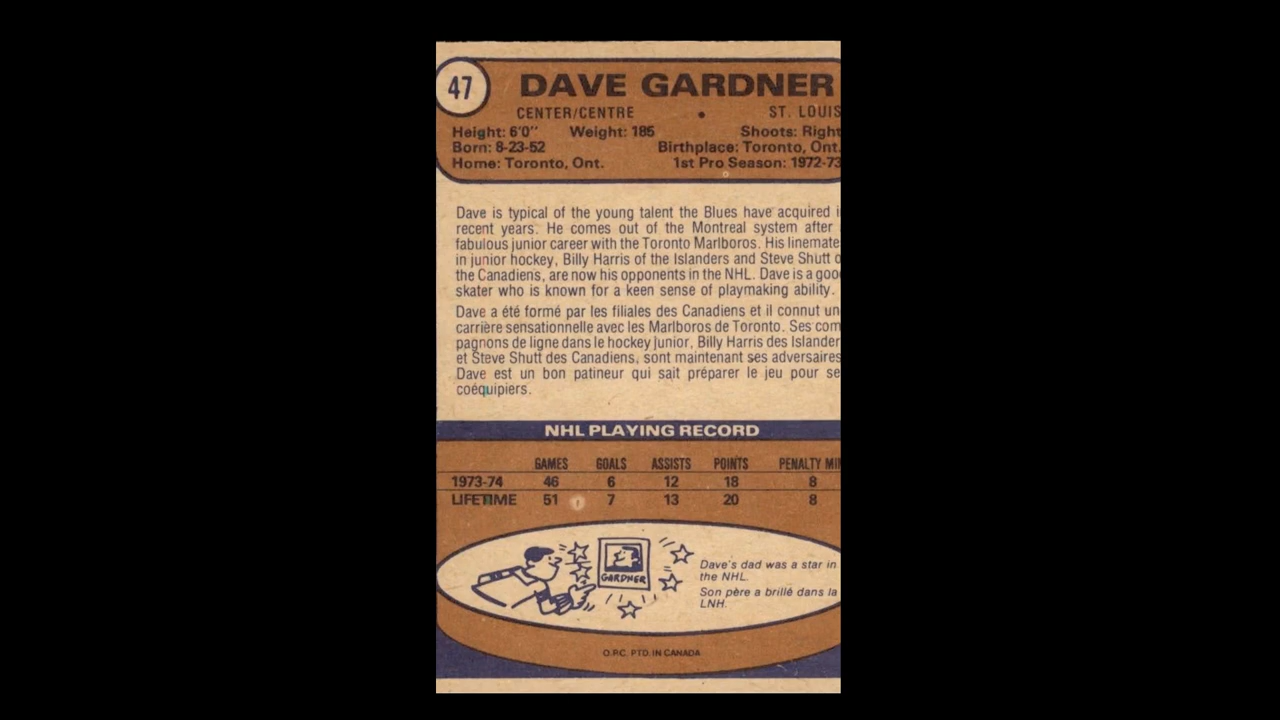 47
DAVE GARDNER
CENTER/CENTRE • ST. LOUIS
Height: 6'0" Weight: 185 Shoots: Right
Born: 8-23-52 Birthplace: Toronto, Ont.
Home: Toronto, Ont. 1st Pro Season: 1972-73
Dave is typical of the young talent the Blues have acquired
recent years. He comes out of the Montreal system after
fabulous junior career with the Toronto Marlboros. His linemate
in junior hockey, Billy Harris of the Islanders and Steve Shutt
the Canadiens, are now his opponents in the NHL. Dave is a goo
skater who is known for a keen sense of playmaking ability.
Dave a été formé par les filiales des Canadiens et il connut un
carrière sensationnelle avec les Marlboros de Toronto. Ses com
pagnons de ligne dans le hockey junior, Billy Harris des Islander
et Steve Shutt des Canadiens, sont maintenant ses adversaires
Dave est un bon patineur qui sait préparer le jeu pour se
coéquipiers.
NHL PLAYING RECORD
GAMES GOALS ASSISTS POINTS PENALTY MIN
1973-74 46 6 12 18 8
LIFETIME 51 7 13 20 8
GARDNER
Dave's dad was a star in
the NHL.
Son père a brillé dans la
LNH.
O.P.C. PTD. IN CANADA